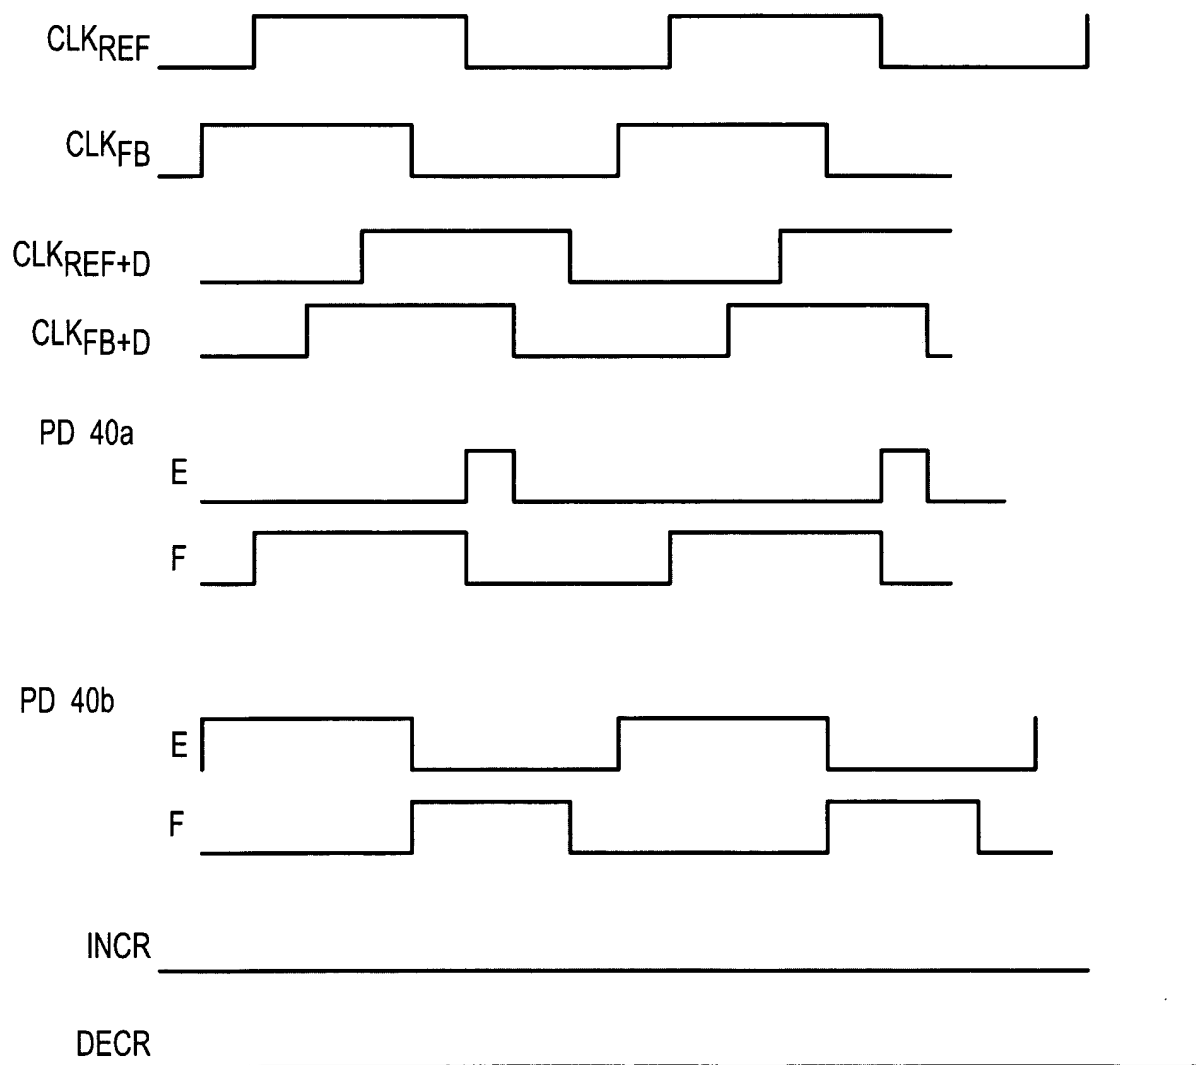 CLKREF
CLKFB
CLKREF+D
CLKFB+D
PD 40a
E
F
PD 40b
E
F
INCR
DECR